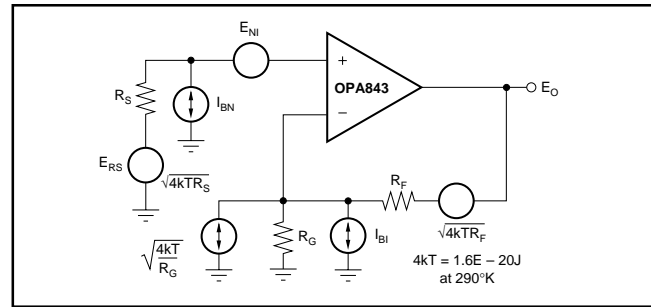 E_NI
+
OPA843
−
E_O
R_S
I_BN
E_RS
√4kTR_S
R_F
√4kTR_F
√4kT/R_G
R_G
I_BI
4kT = 1.6E – 20J
at 290°K